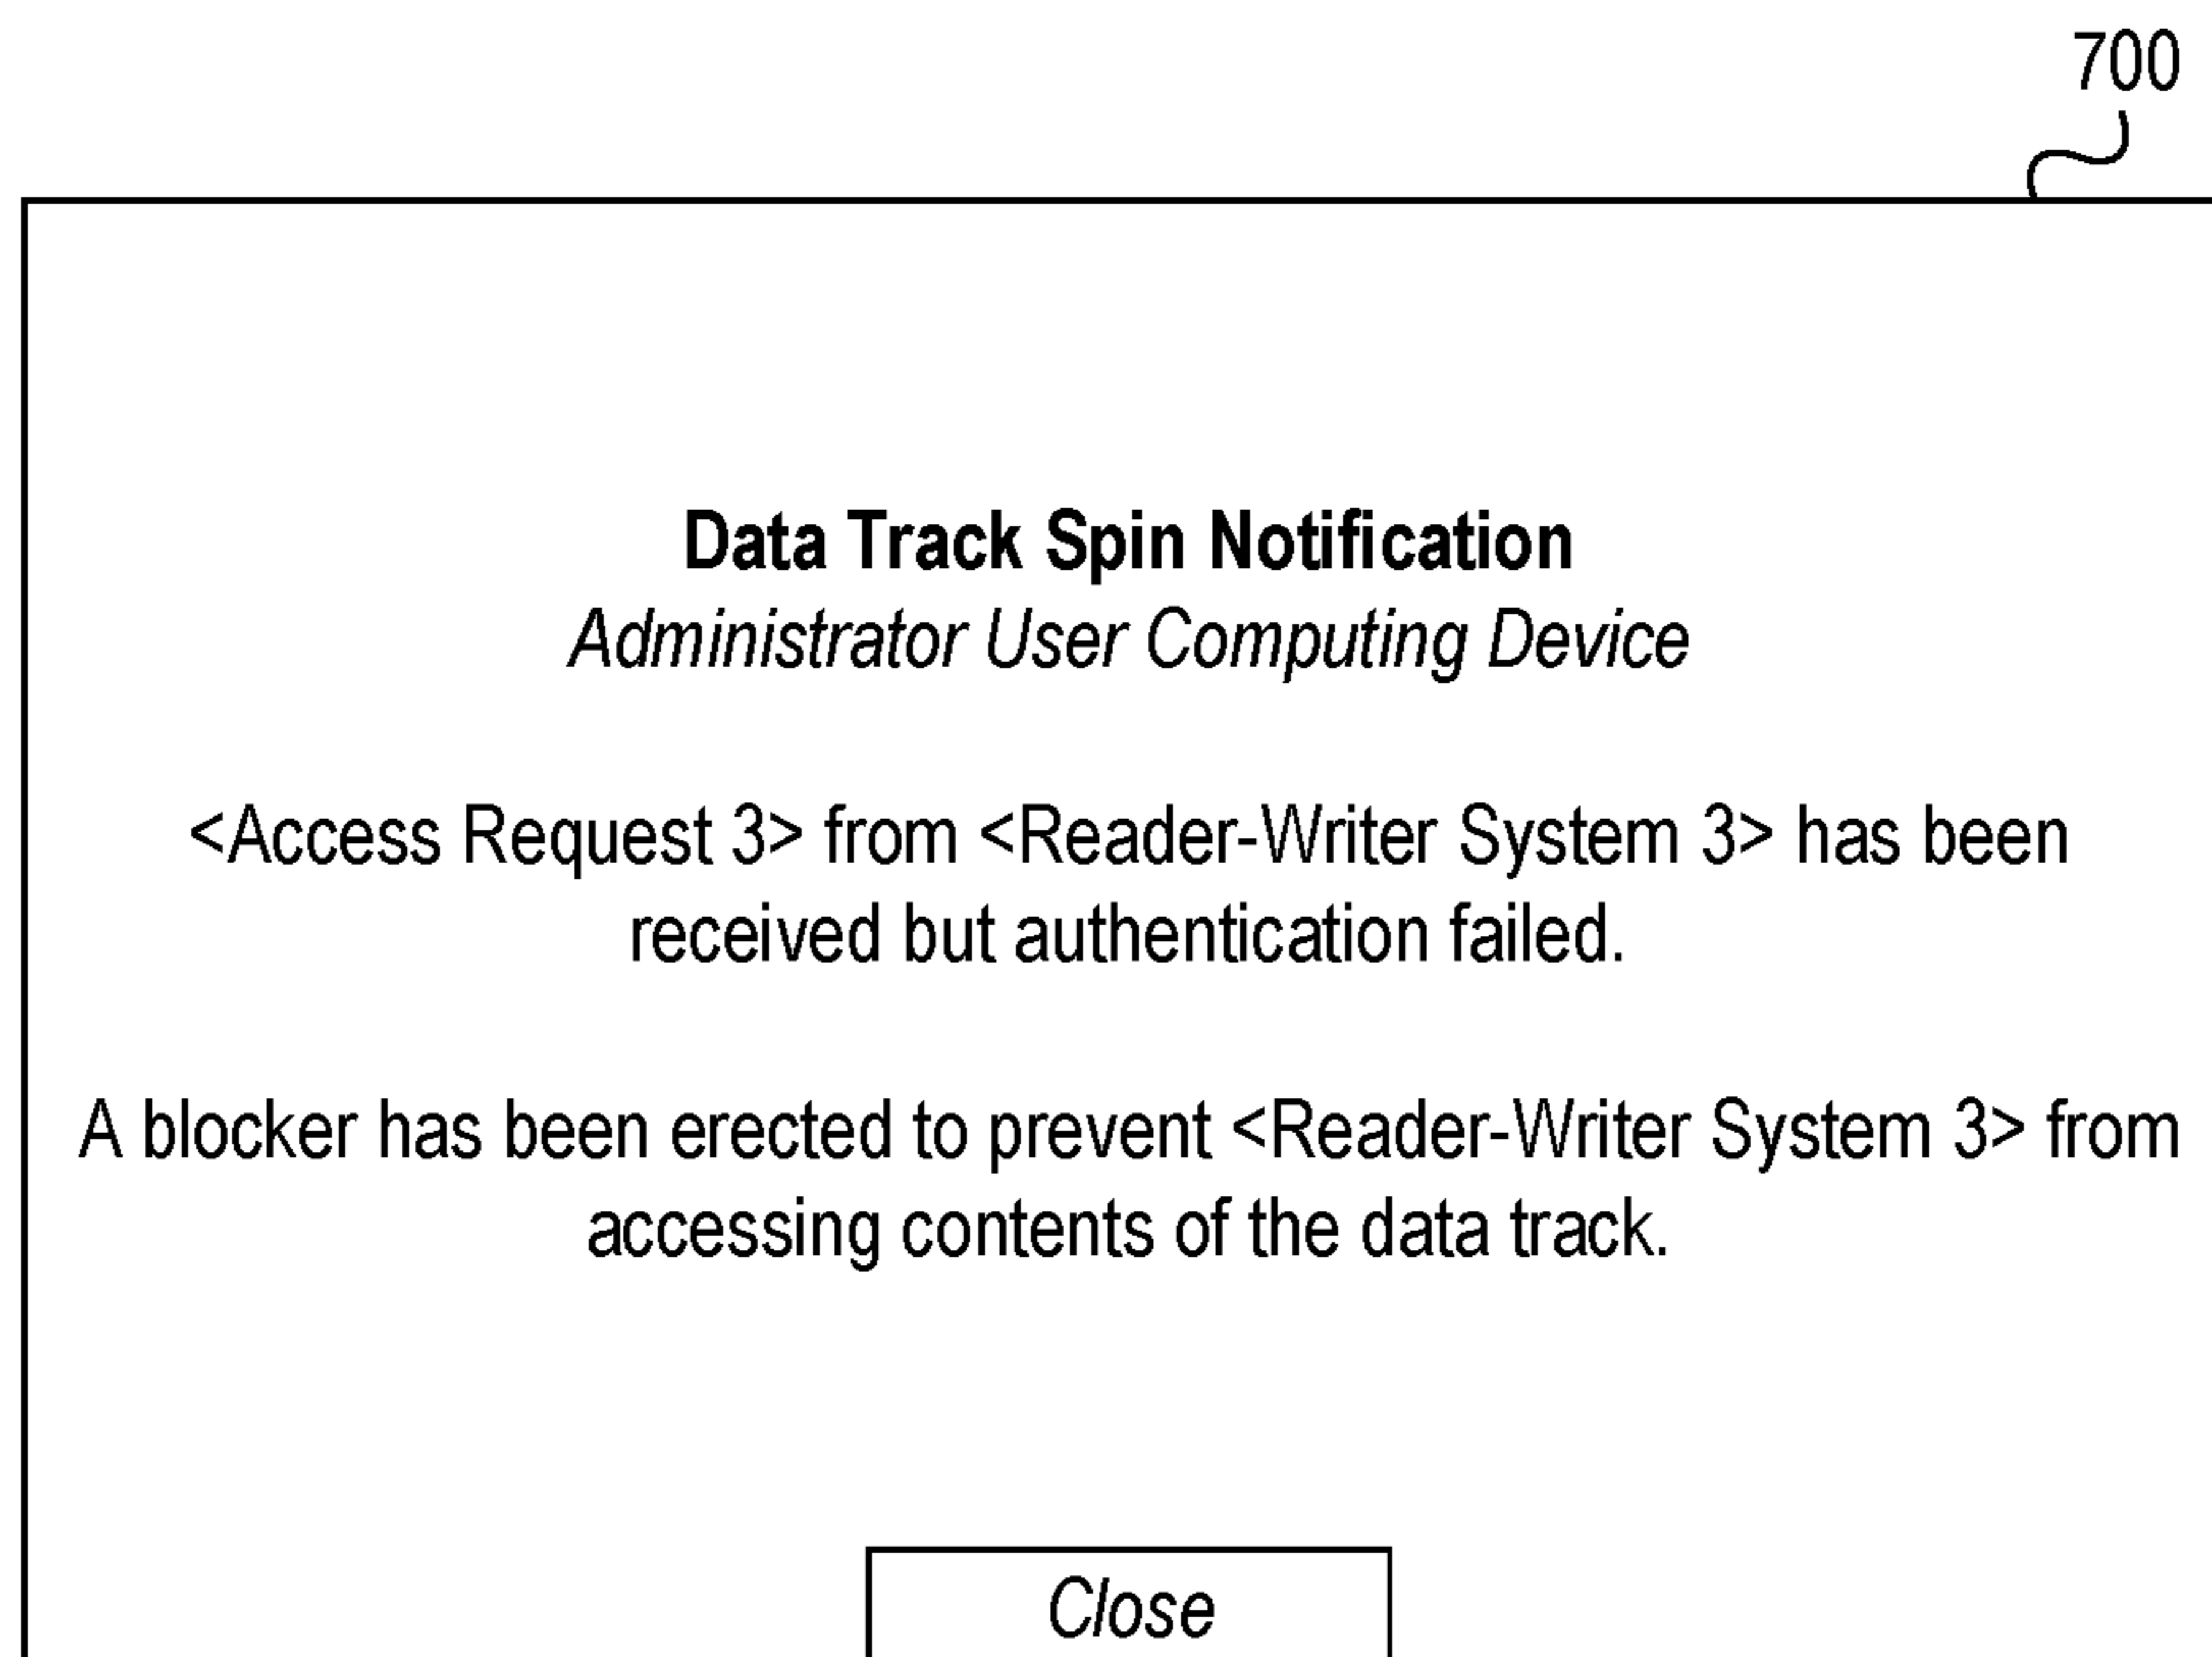 700
Data Track Spin Notification
Administrator User Computing Device
<Access Request 3> from <Reader-Writer System 3> has been
received but authentication failed.
A blocker has been erected to prevent <Reader-Writer System 3> from
accessing contents of the data track.
Close